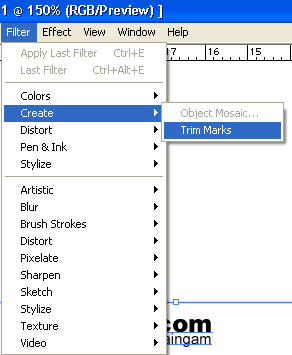 1 @ 150% (RGB/Preview) ]
Filter Effect View Window Help
Apply Last Filter Ctrl+E
Last Filter Ctrl+Alt+E
17 16 15
Colors
Create
Object Mosaic...
Trim Marks
Distort
Pen & Ink
Stylize
Artistic
Blur
Brush Strokes
Distort
Pixelate
Sharpen
Sketch
Stylize
Texture
Video
.com
aingam